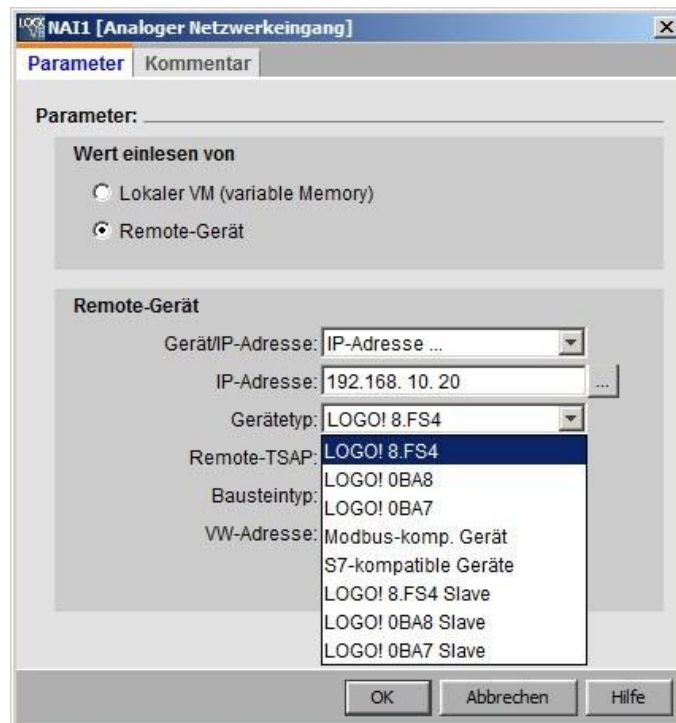 NAI1 [Analoger Netzwerkeingang]
Parameter Kommentar
Parameter:
Wert einlesen von
Lokaler VM (variable Memory)
Remote-Gerät
Remote-Gerät
Gerät/IP-Adresse: IP-Adresse ...
IP-Adresse: 192.168. 10. 20 ...
Gerätetyp: LOGO! 8.FS4
Remote-TSAP:
Bausteintyp:
VW-Adresse:
LOGO! 8.FS4
LOGO! 0BA8
LOGO! 0BA7
Modbus-komp. Gerät
S7-kompatible Geräte
LOGO! 8.FS4 Slave
LOGO! 0BA8 Slave
LOGO! 0BA7 Slave
OK Abbrechen Hilfe